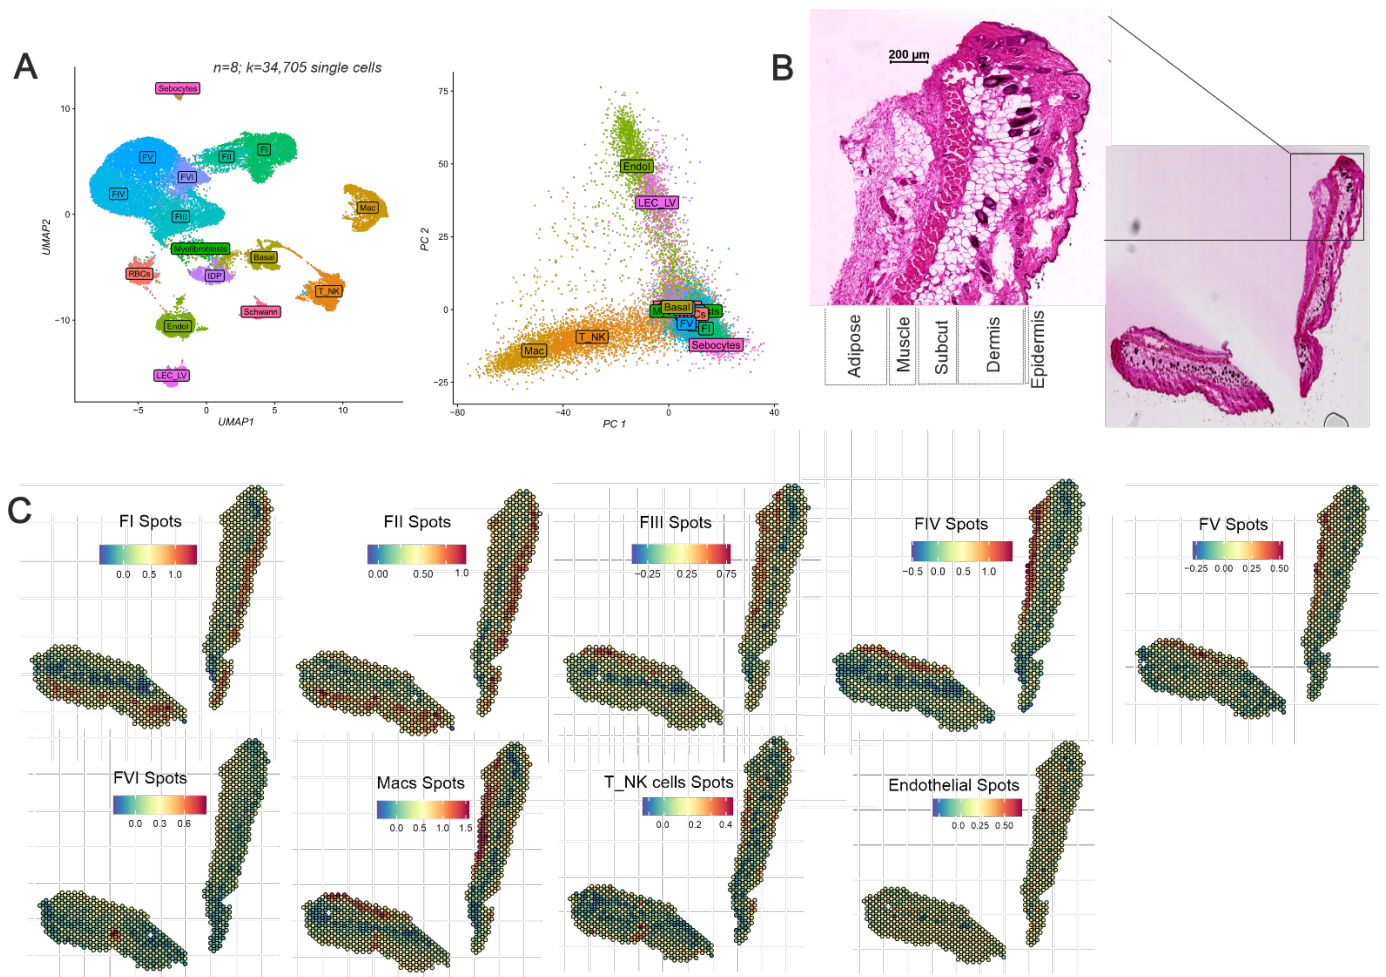 A
n=8; k=34,705 single cells
Sebocytes
FV
FII
FI
FVI
FIV
FIII
Mac
Myofibroblasts
Basal
RBCs
tDP
T_NK
Schwann
Endol
LEC_LV
10
0
−10
−5
0
5
10
15
UMAP1
UMAP2
Endol
LEC_LV
Basal
FV
FI
Sebocytes
T_NK
Mac
75
50
25
0
−25
−80
−40
0
40
PC 1
PC 2
B
200 µm
Adipose
Muscle
Subcut
Dermis
Epidermis
C
FI Spots
0.0 0.5 1.0
FII Spots
0.00 0.50 1.0
FIII Spots
−0.25 0.25 0.75
FIV Spots
−0.5 0.0 0.5 1.0
FV Spots
−0.25 0.00 0.25 0.50
FVI Spots
0.0 0.3 0.6
Macs Spots
0.0 0.5 1.0 1.5
T_NK cells Spots
0.0 0.2 0.4
Endothelial Spots
0.0 0.25 0.50